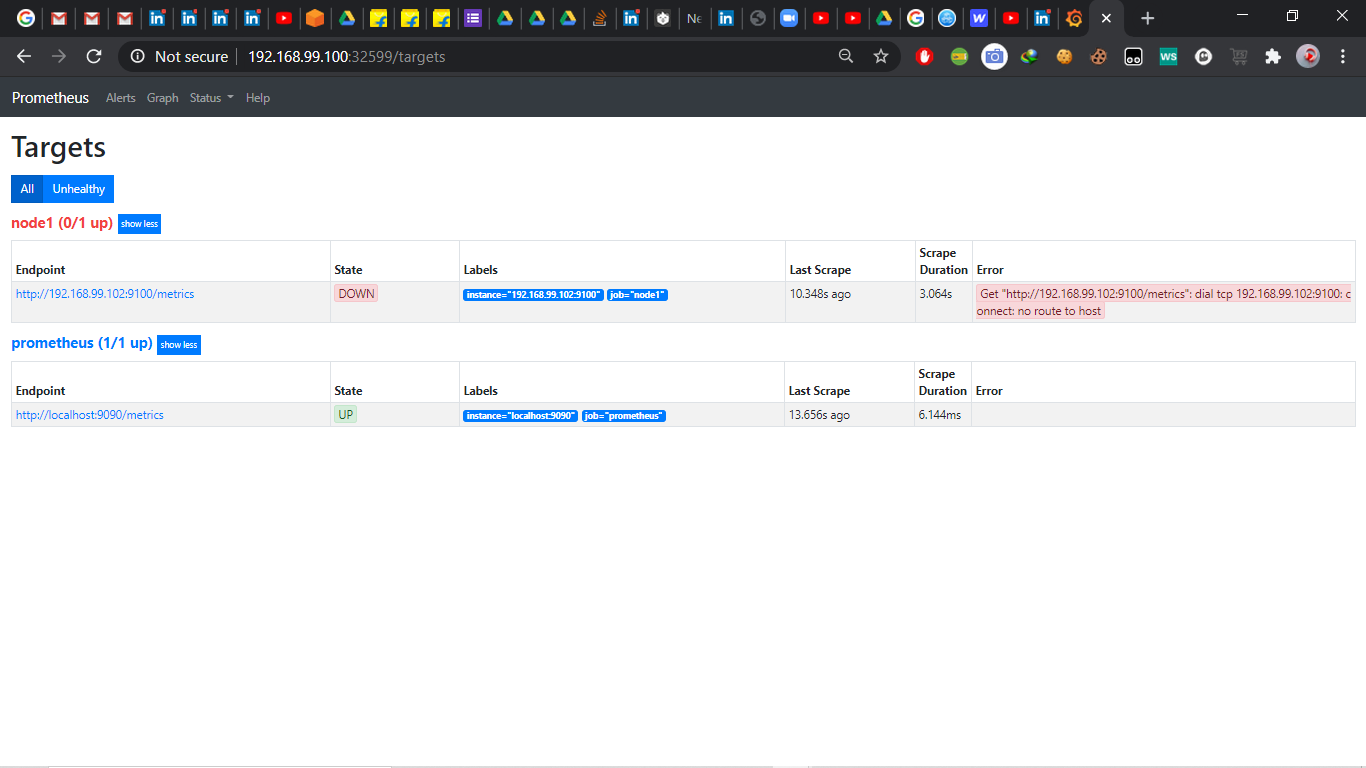 Ne
Not secure 192.168.99.100:32599/targets
WS
Prometheus Alerts Graph Status Help
Targets
All Unhealthy
node1 (0/1 up) show less
Endpoint State Labels Last Scrape Scrape Duration Error
http://192.168.99.102:9100/metrics DOWN instance="192.168.99.102:9100" job="node1" 10.348s ago 3.064s Get "http://192.168.99.102:9100/metrics": dial tcp 192.168.99.102:9100: c
onnect: no route to host
prometheus (1/1 up) show less
Endpoint State Labels Last Scrape Scrape Duration Error
http://localhost:9090/metrics UP instance="localhost:9090" job="prometheus" 13.656s ago 6.144ms